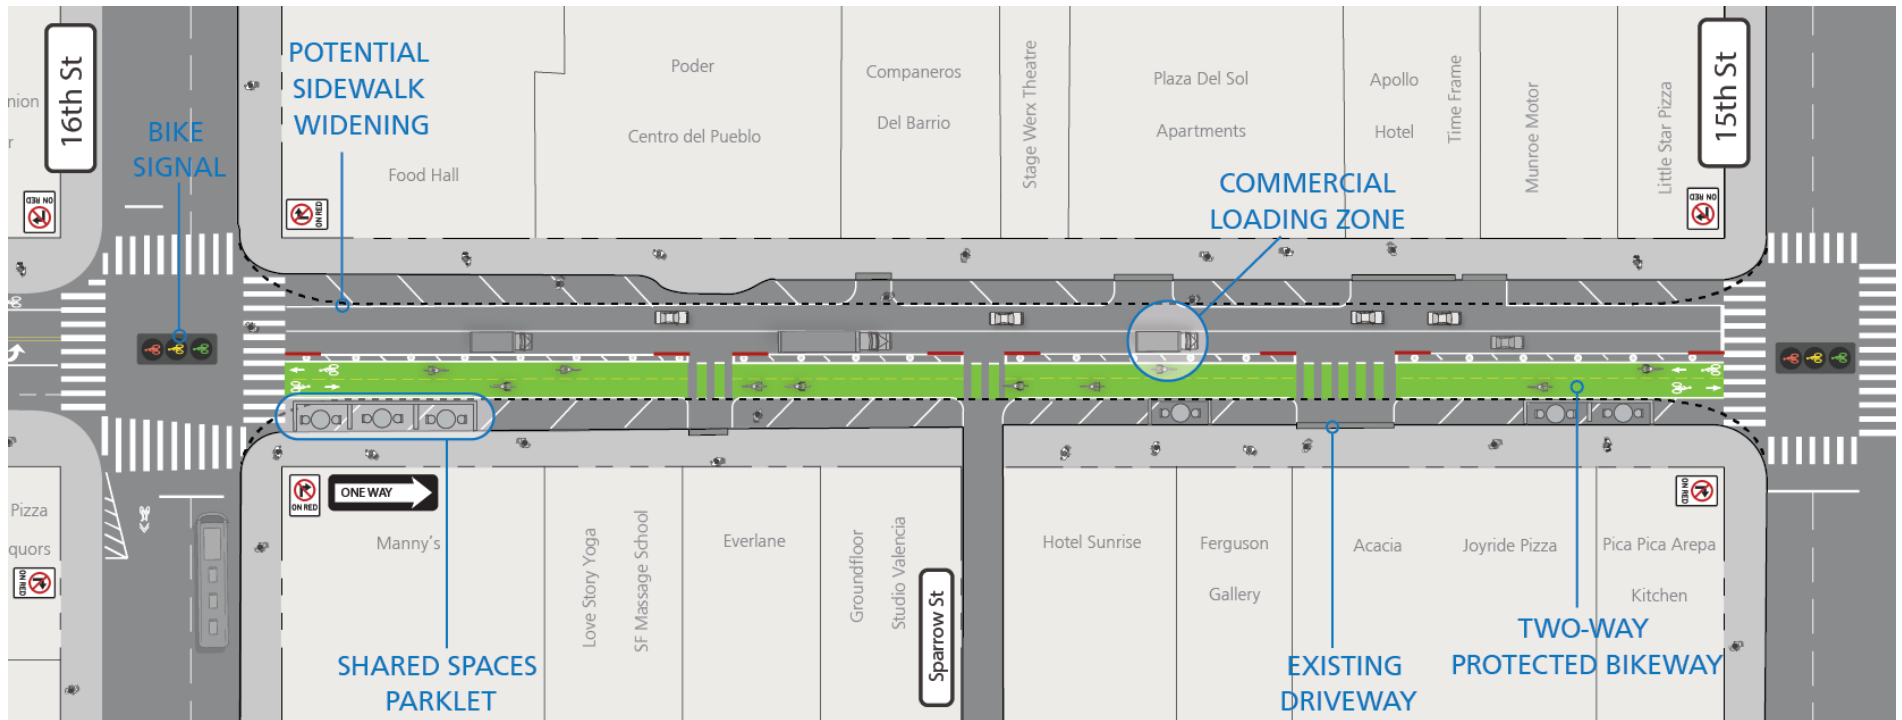 16th St
nion
r
BIKE
SIGNAL
POTENTIAL
SIDEWALK
WIDENING
Food Hall
Poder
Centro del Pueblo
Companeros
Del Barrio
Stage Werx Theatre
Plaza Del Sol
Apartments
Apollo
Hotel
Time Frame
Munroe Motor
Little Star Pizza
15th St
COMMERCIAL
LOADING ZONE
ON RED
ON RED
ON RED
ON RED
ONE WAY
ON RED
ON RED
Pizza
quors
Manny's
Love Story Yoga
SF Massage School
Everlane
Groundfloor
Studio Valencia
Sparrow St
Hotel Sunrise
Ferguson
Gallery
Acacia
Joyride Pizza
Pica Pica Arepa
Kitchen
SHARED SPACES
PARKLET
EXISTING
DRIVEWAY
TWO-WAY
PROTECTED BIKEWAY